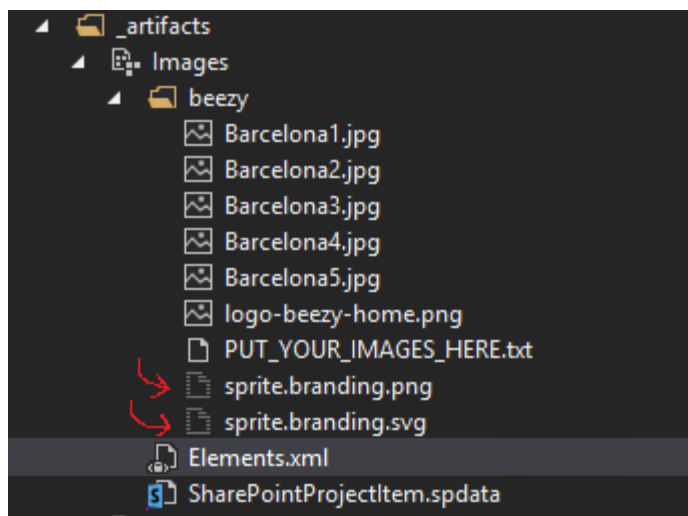 _artifacts
Images
beezy
Barcelona1.jpg
Barcelona2.jpg
Barcelona3.jpg
Barcelona4.jpg
Barcelona5.jpg
logo-beezy-home.png
PUT_YOUR_IMAGES_HERE.txt
sprite.branding.png
sprite.branding.svg
Elements.xml
SharePointProjectItem.spdata